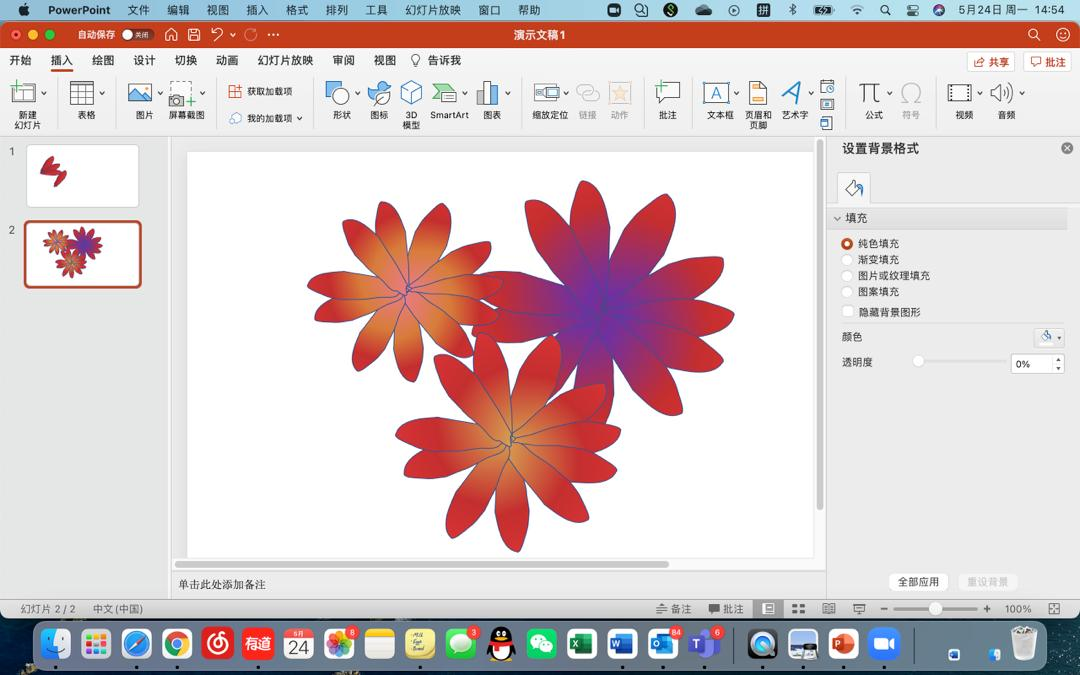 PowerPoint 文件 编辑 视图 插入 格式 排列 工具 幻灯片放映 窗口 帮助 拼 5月24日 周一 14:54
自动保存 关闭 演示文稿1
开始 插入 绘图 设计 切换 动画 幻灯片放映 审阅 视图 告诉我 共享 批注
新建
幻灯片
表格
图片
屏幕截图
获取加载项
我的加载项
形状
图标
3D
模型
SmartArt
图表
缩放定位
链接
动作
批注
文本框
页眉和
页脚
艺术字
公式
符号
视频
音频
1
2
设置背景格式
填充
纯色填充
渐变填充
图片或纹理填充
图案填充
隐藏背景图形
颜色
透明度 0%
全部应用 重设背景
单击此处添加备注
幻灯片 2 / 2 中文(中国) 备注 批注 100%
有道
5月
24
8
3
84
6